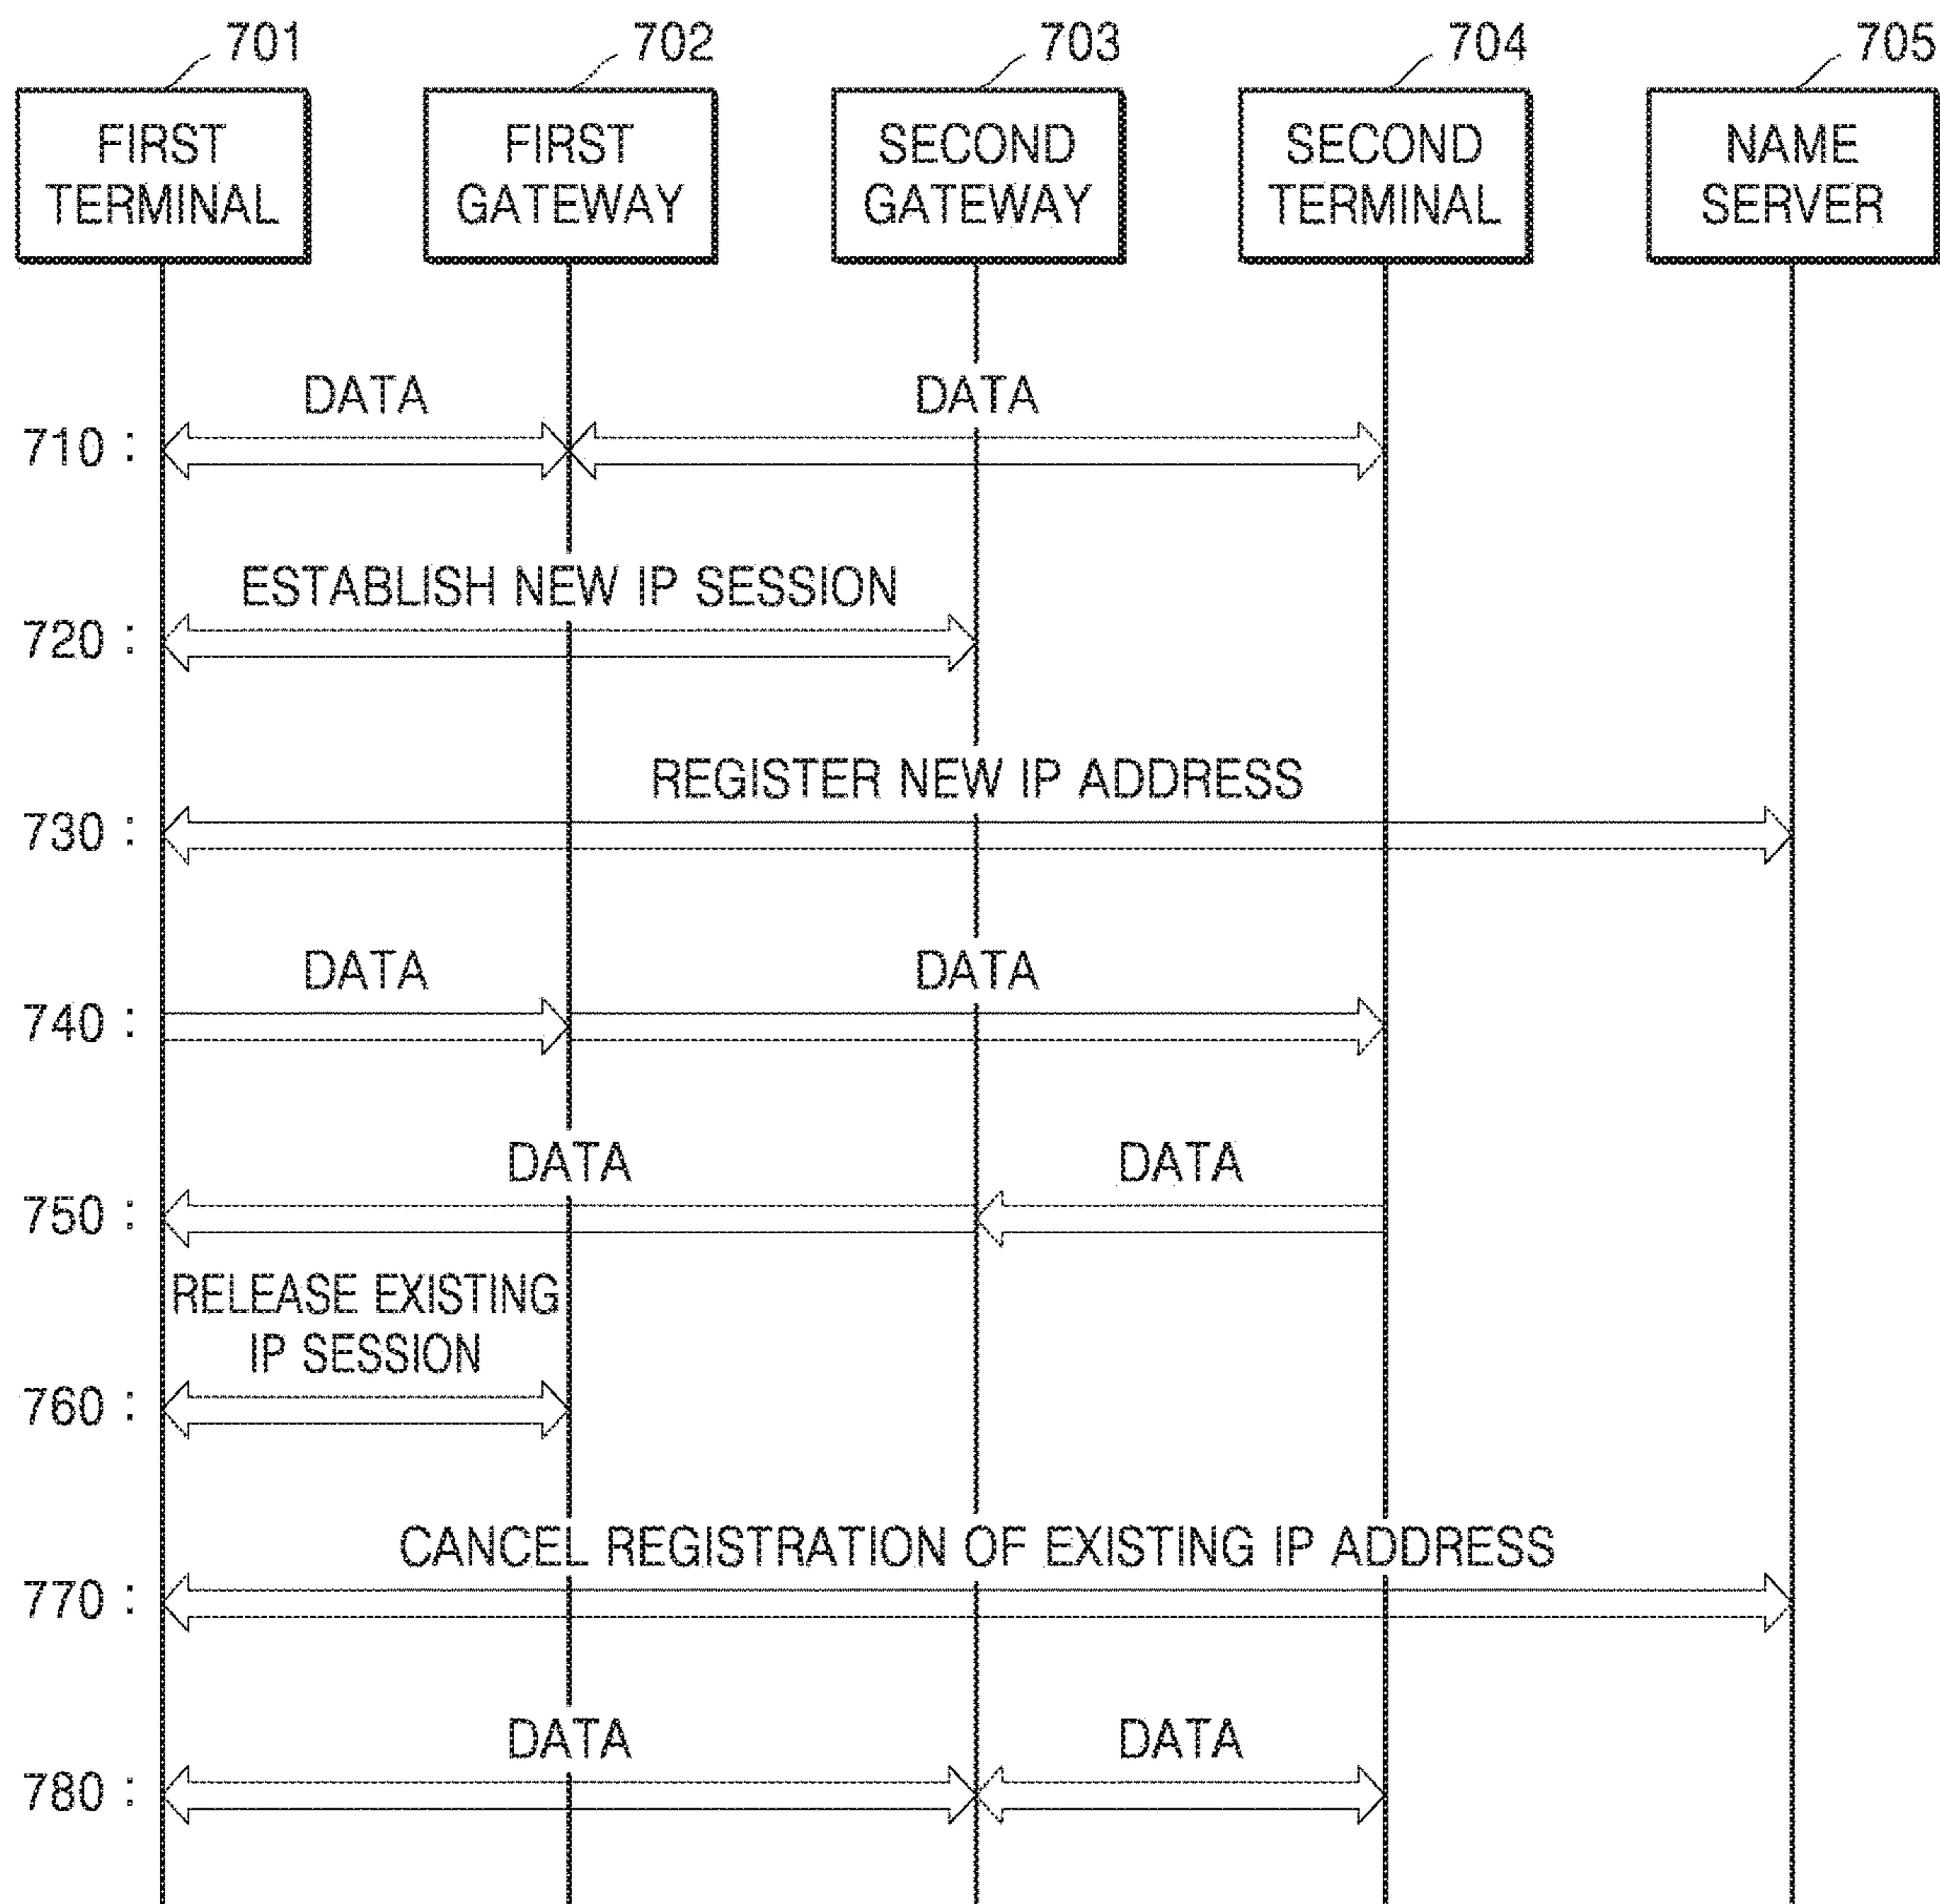 701
702
703
704
705
FIRST
TERMINAL
FIRST
GATEWAY
SECOND
GATEWAY
SECOND
TERMINAL
NAME
SERVER
DATA
DATA
710 :
ESTABLISH NEW IP SESSION
720 :
REGISTER NEW IP ADDRESS
730 :
DATA
DATA
740 :
DATA
DATA
750 :
RELEASE EXISTING
IP SESSION
760 :
CANCEL REGISTRATION OF EXISTING IP ADDRESS
770 :
DATA
DATA
780 :